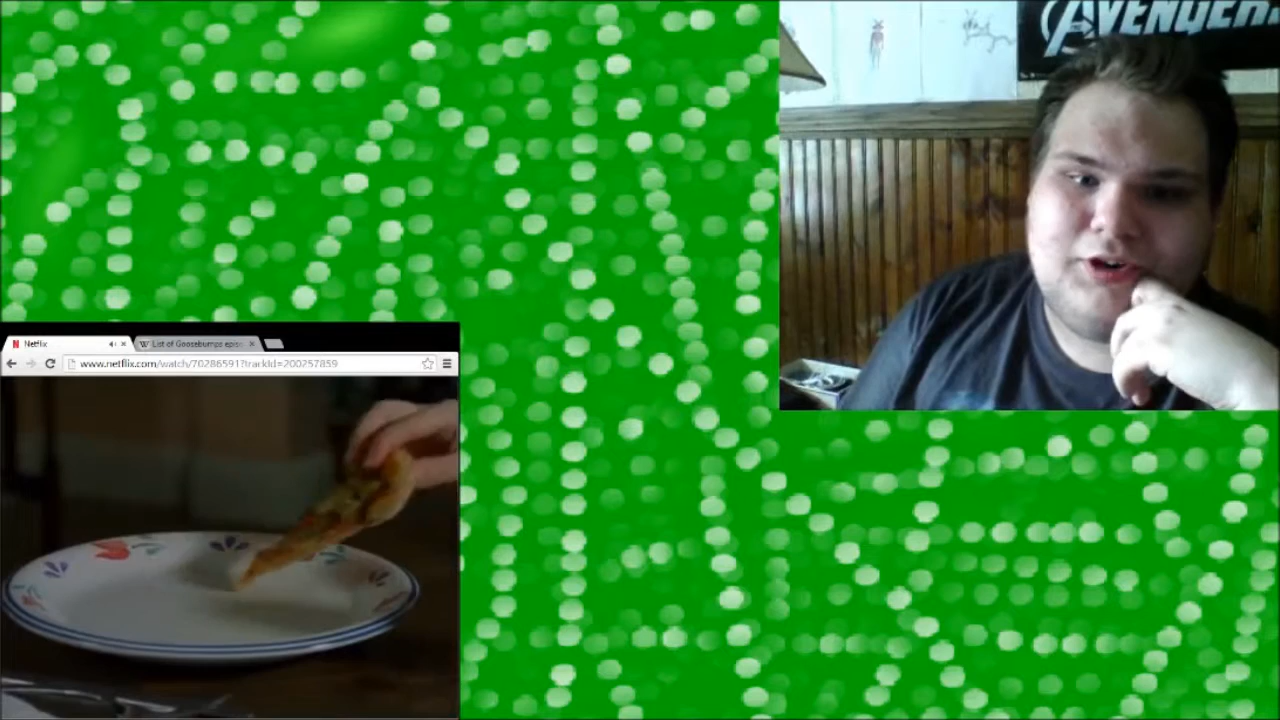 AVENGER
Netflix
List of Goosebumps epis
www.netflix.com/watch/70286591?trackId=200257859